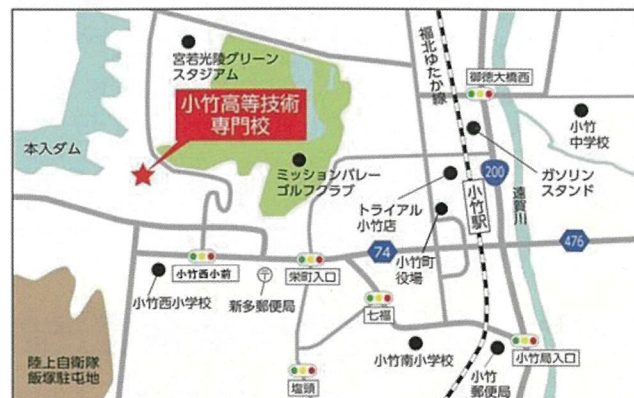 宮若光陵グリーン
スタジアム
福北ゆたか線
御徳大橋西
小竹高等技術
専門校
小竹
中学校
本入ダム
ミッションバレー
ゴルフクラブ
ガソリン
スタンド
200
トライアル
小竹店
小竹駅
遠賀川
74
476
小竹町
役場
小竹西小前
栄町入口
小竹西小学校
新多郵便局
七福
小竹南小学校
小竹局入口
小竹
郵便局
陸上自衛隊
飯塚駐屯地
塩頭